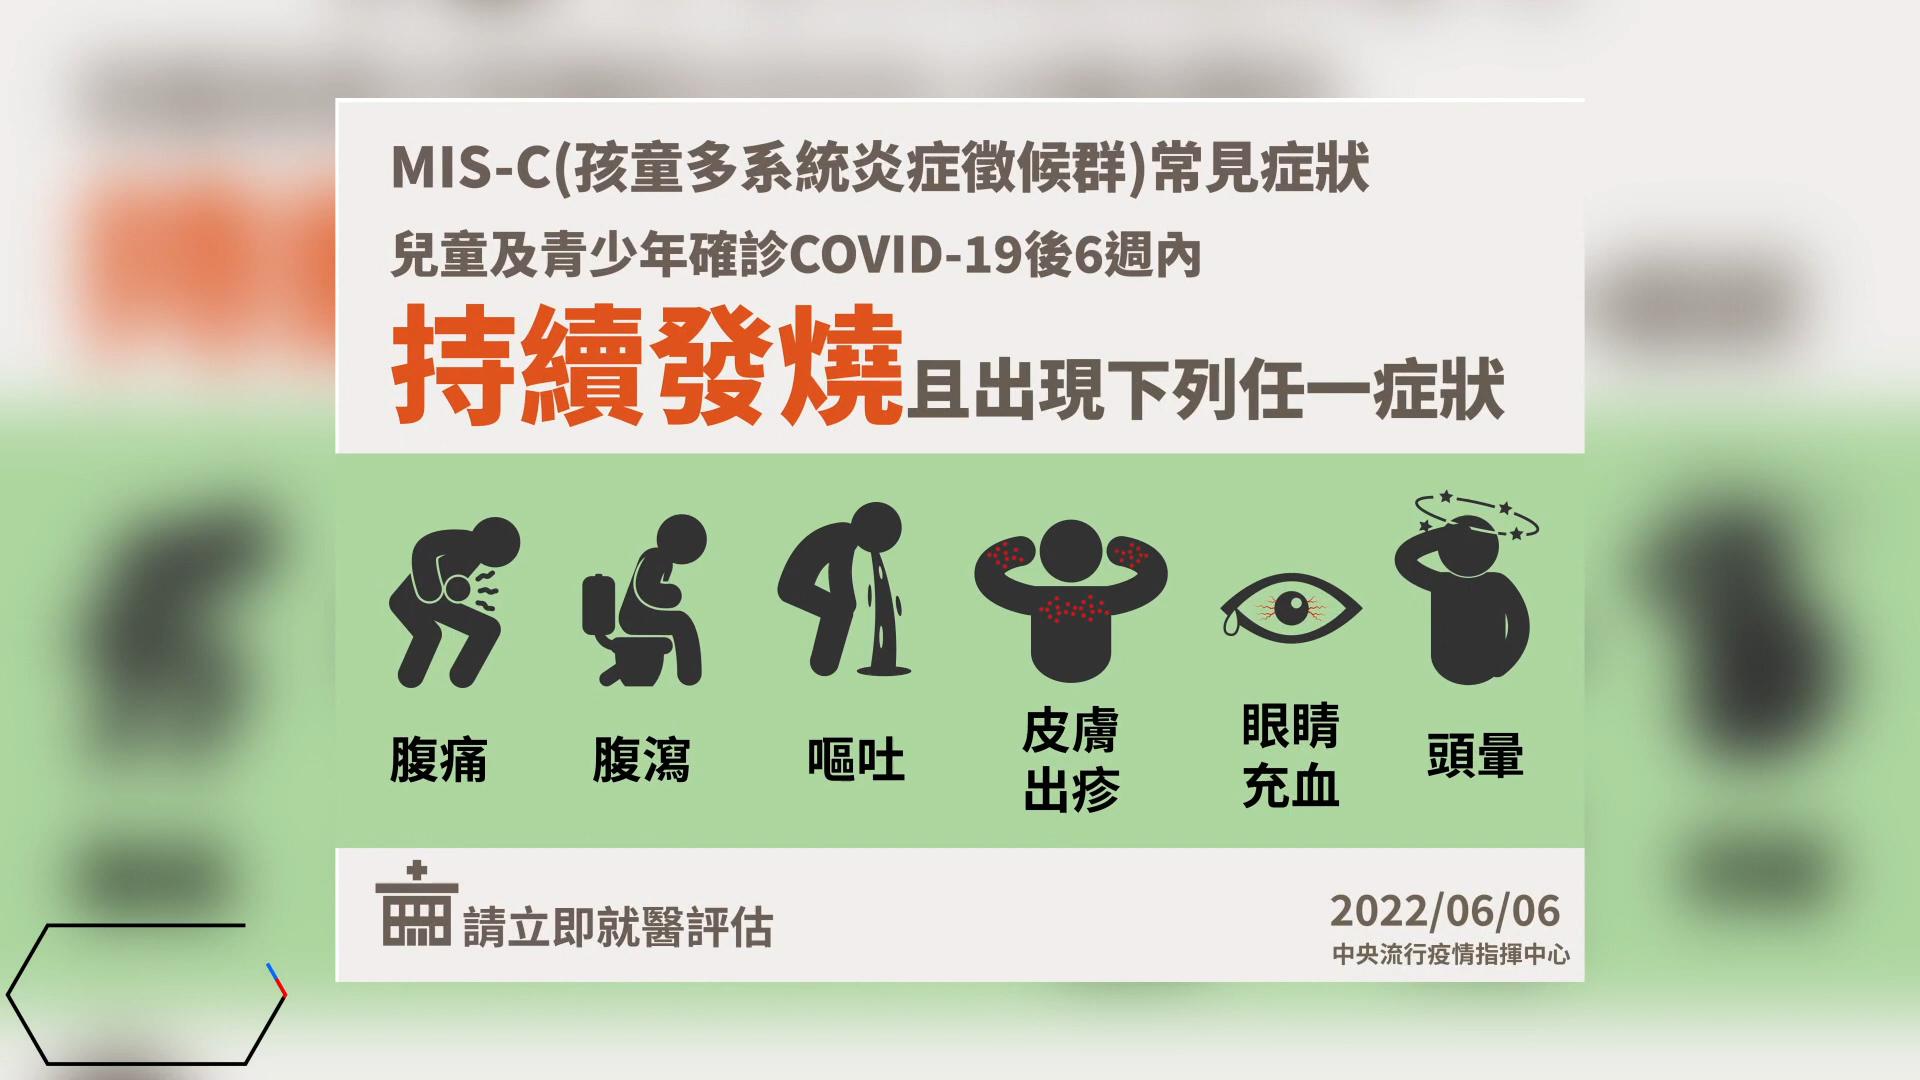 MIS-C(孩童多系統炎症徵候群)常見症狀
兒童及青少年確診COVID-19後6週內
持續發燒且出現下列任一症狀
腹痛
腹瀉
嘔吐
皮膚
出疹
眼睛
充血
頭暈
請立即就醫評估
2022/06/06
中央流行疫情指揮中心